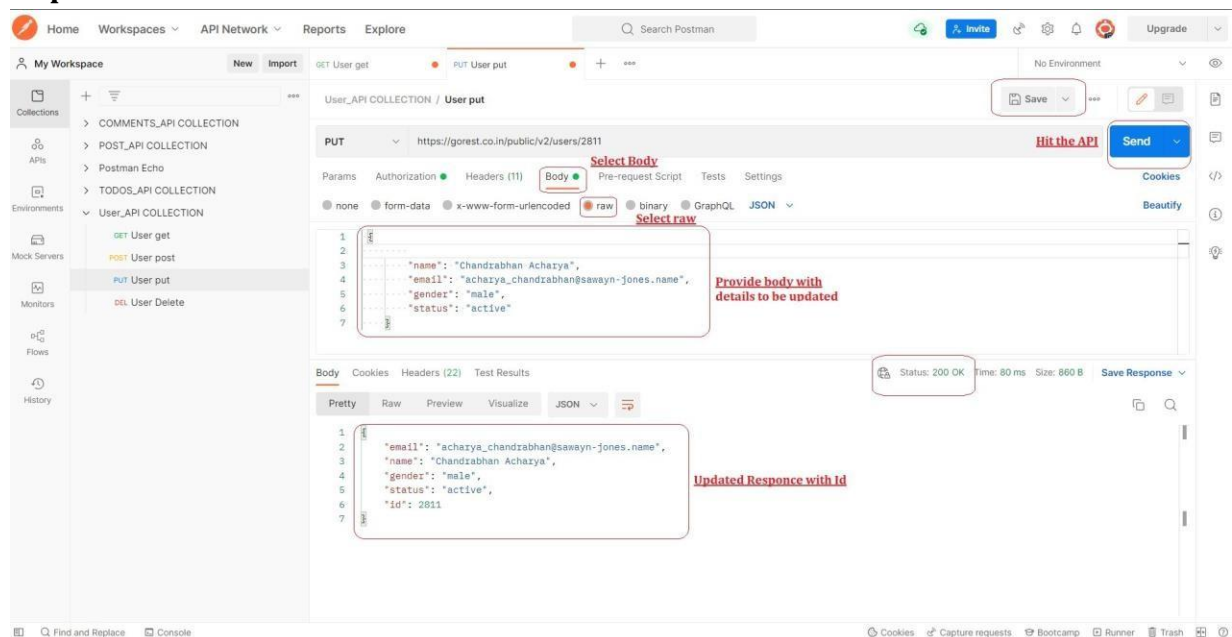 Home Workspaces API Network Reports Explore Search Postman Invite Upgrade
My Workspace New Import GET User get PUT User put No Environment
Collections
APIs
Environments
Mock Servers
Monitors
Flows
History
COMMENTS_API COLLECTION
POST_API COLLECTION
Postman Echo
TODOS_API COLLECTION
User_API COLLECTION
GET User get
POST User post
PUT User put
DEL User Delete
User_API COLLECTION / User put Save
PUT https://gorest.co.in/public/v2/users/2811 Hit the API Send
Select Body
Params Authorization Headers (11) Body Pre-request Script Tests Settings Cookies
none form-data x-www-form-urlencoded raw binary GraphQL JSON Beautify
Select raw
1 {
2
3 "name": "Chandrabhan Acharya",
4 "email": "acharya_chandrabhan@sawayn-jones.name",
5 "gender": "male",
6 "status": "active"
7 }
Provide body with
details to be updated
Body Cookies Headers (22) Test Results Status: 200 OK Time: 80 ms Size: 860 B Save Response
Pretty Raw Preview Visualize JSON
1 {
2 "email": "acharya_chandrabhan@sawayn-jones.name",
3 "name": "Chandrabhan Acharya",
4 "gender": "male",
5 "status": "active",
6 "id": 2811
7 }
Updated Responce with Id
Find and Replace Console Cookies Capture requests Bootcamp Runner Trash